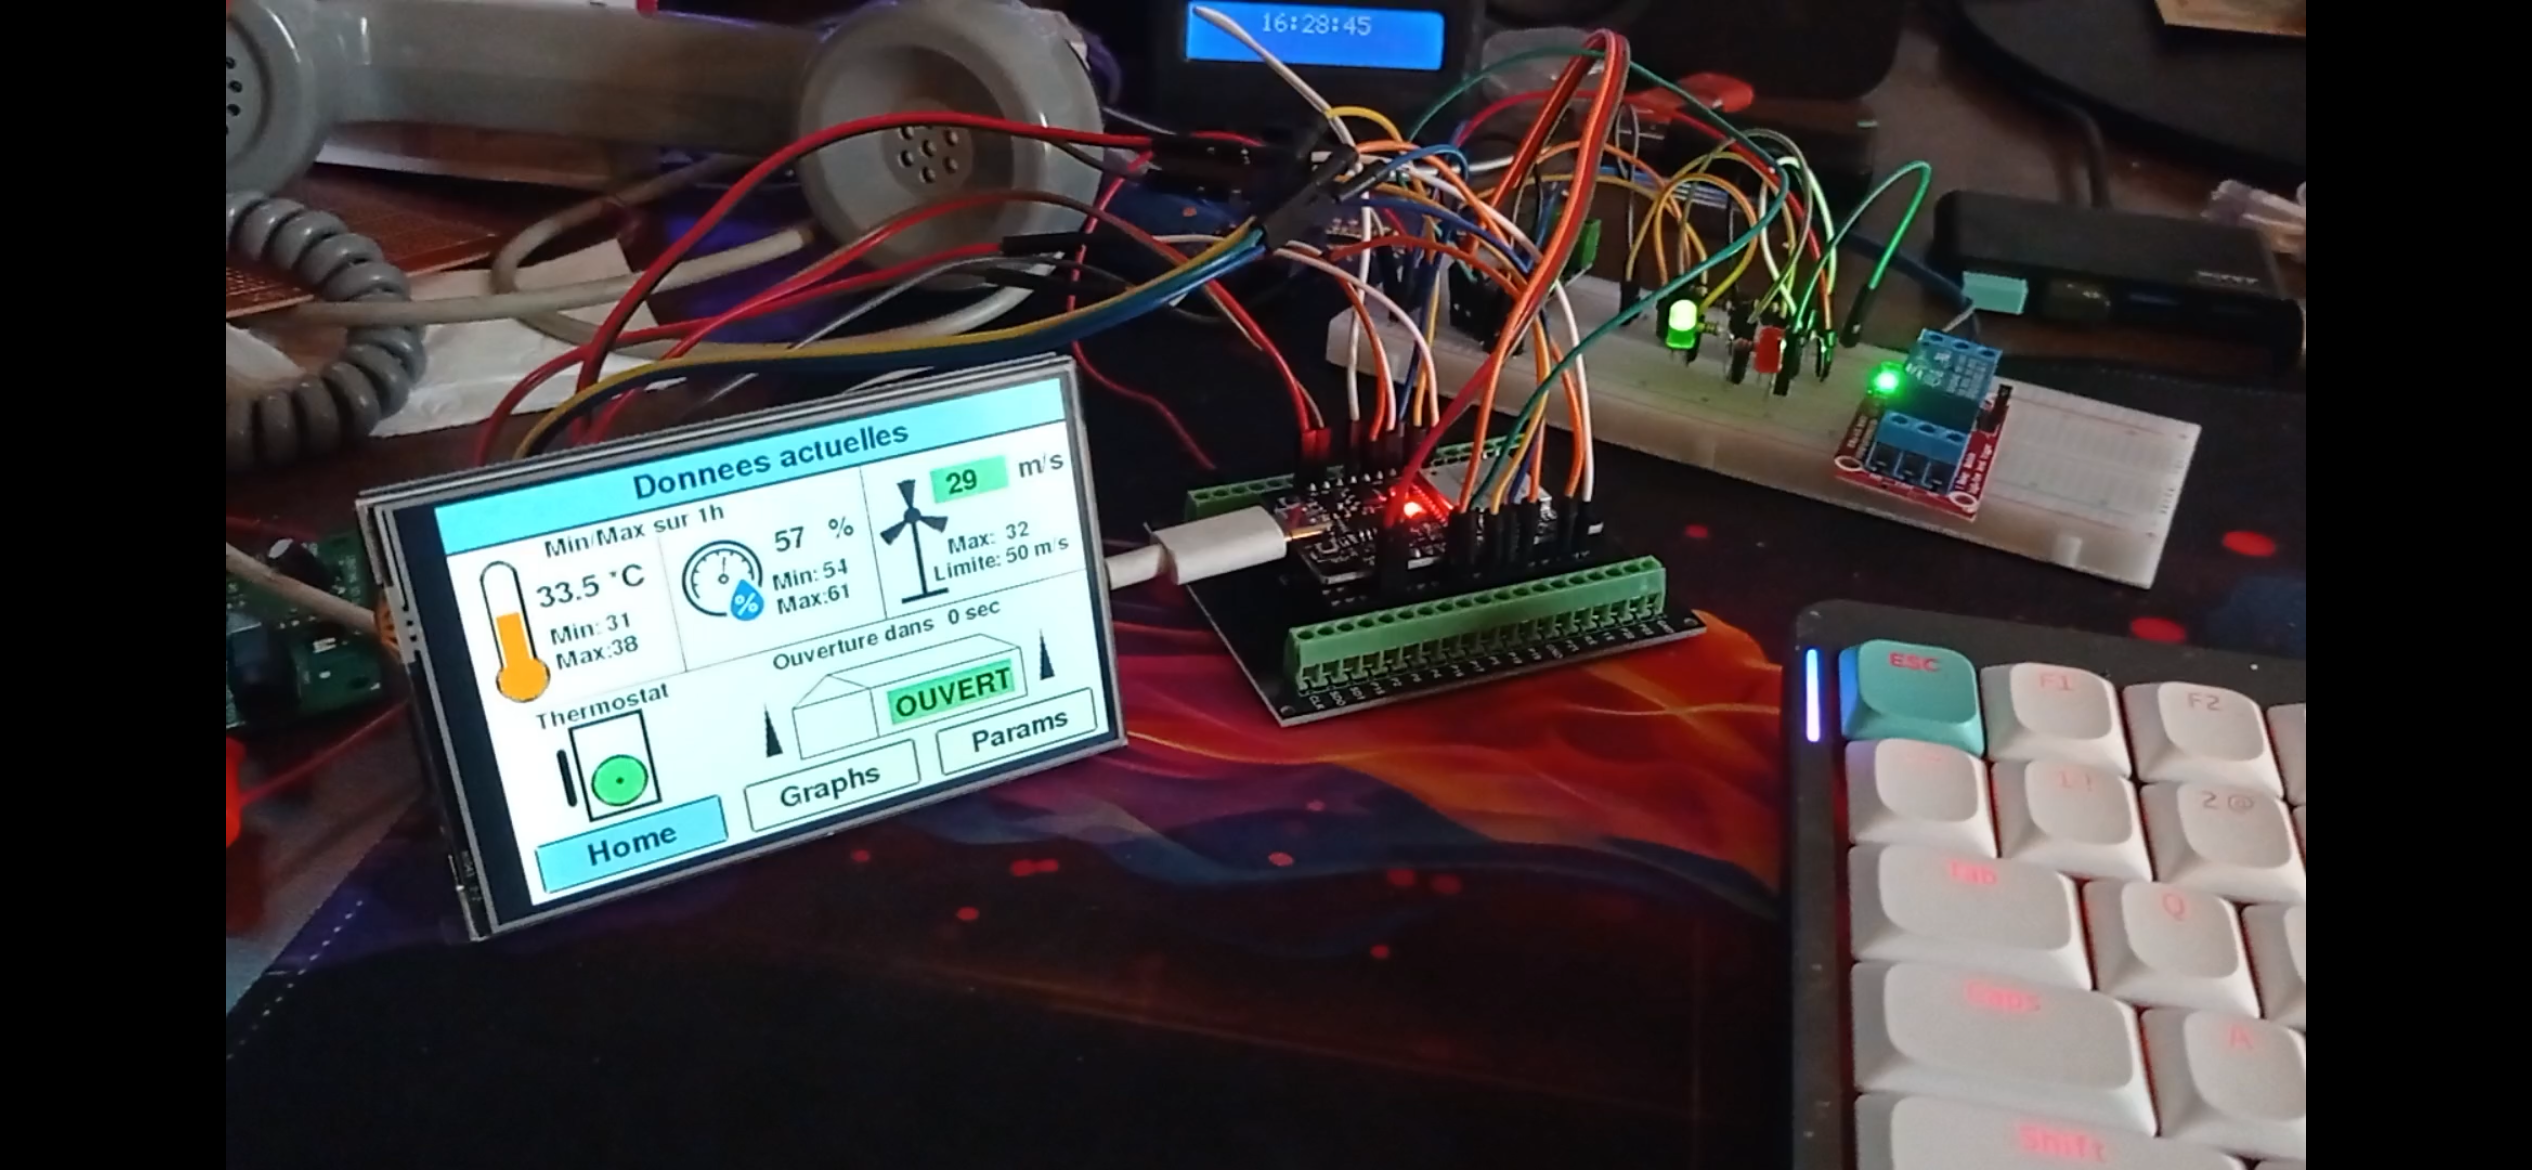 16:28:45
Donnees actuelles
Min/Max sur 1h
33.5 °C
Min: 31
Max:38
57 %
Min: 54
Max:61
29 m/s
Max: 32
Limite: 50 m/s
%
Ouverture dans 0 sec
Thermostat
OUVERT
Home
Graphs
Params
ESC
F1
F2
1 !
2 @
Tab
Q
Caps
A
Shift